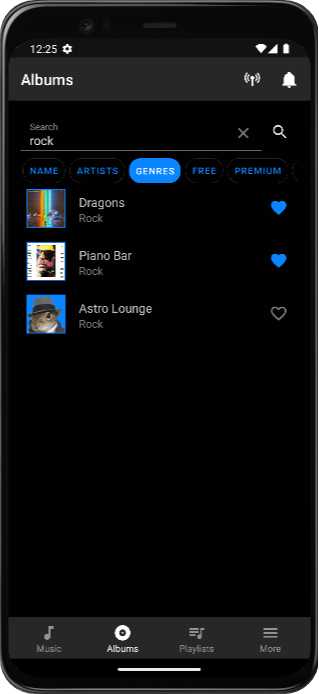 12:25
Albums
Search
rock
NAME ARTISTS GENRES FREE PREMIUM
Dragons
Rock
Piano Bar
Rock
Astro Lounge
Rock
Music Albums Playlists More